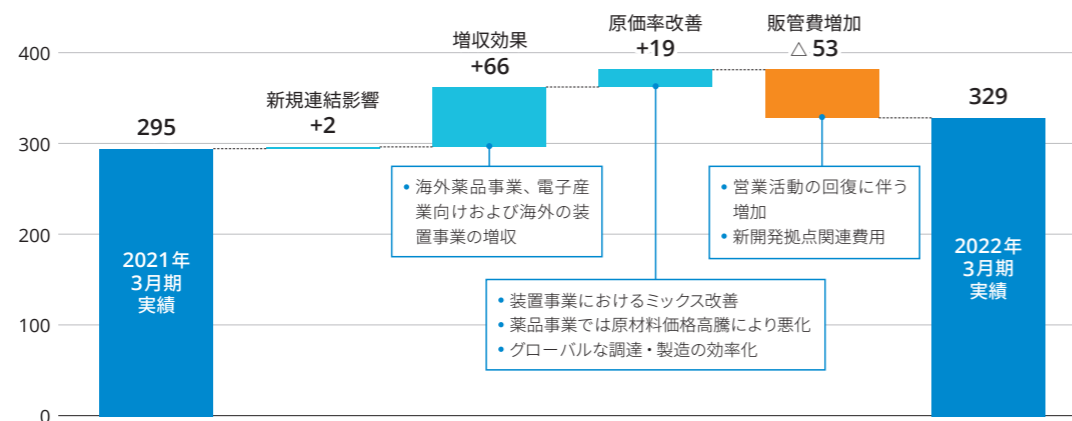 400
300
200
100
0
295
2021年
3月期
実績
新規連結影響
+2
増収効果
+66
• 海外薬品事業、電子産
業向けおよび海外の装
置事業の増収
原価率改善
+19
• 装置事業におけるミックス改善
• 薬品事業では原材料価格高騰により悪化
• グローバルな調達・製造の効率化
販管費増加
△ 53
• 営業活動の回復に伴う
増加
• 新開発拠点関連費用
329
2022年
3月期
実績